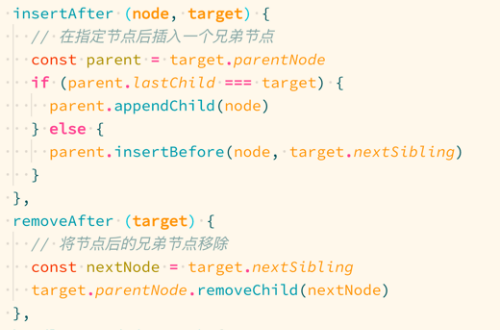 insertAfter (node, target) {
// 在指定节点后插入一个兄弟节点
const parent = target.parentNode
if (parent.lastChild === target) {
parent.appendChild(node)
} else {
parent.insertBefore(node, target.nextSibling)
}
},
removeAfter (target) {
// 将节点后的兄弟节点移除
const nextNode = target.nextSibling
target.parentNode.removeChild(nextNode)
},